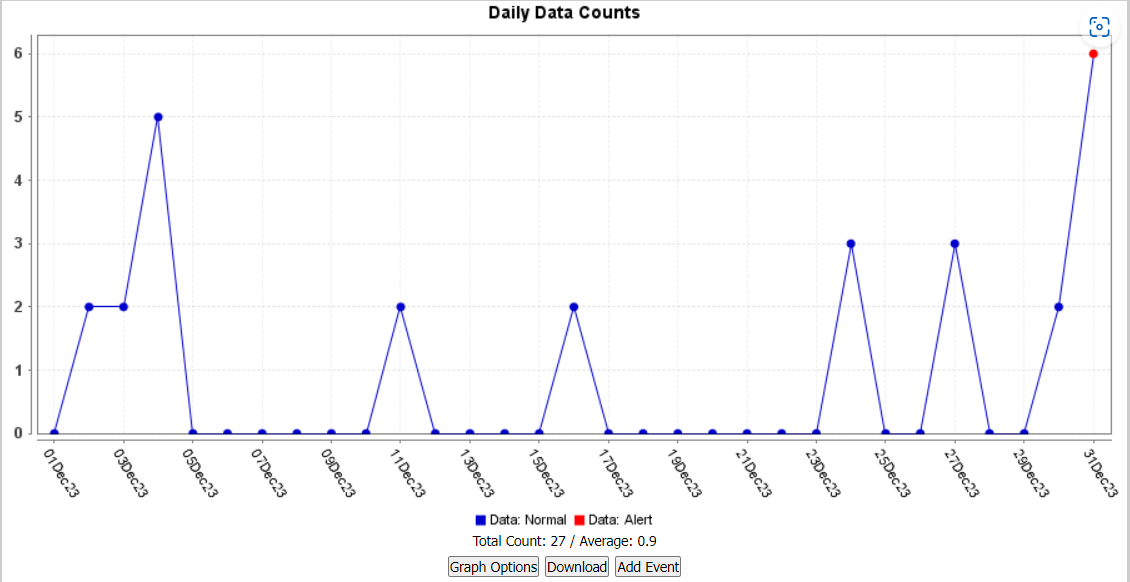 Daily Data Counts
6
5
4
3
2
1
0
01Dec23 03Dec23 05Dec23 07Dec23 09Dec23 11Dec23 13Dec23 15Dec23 17Dec23 19Dec23 21Dec23 23Dec23 25Dec23 27Dec23 29Dec23 31Dec23
Data: Normal Data: Alert
Total Count: 27 / Average: 0.9
Graph Options Download Add Event